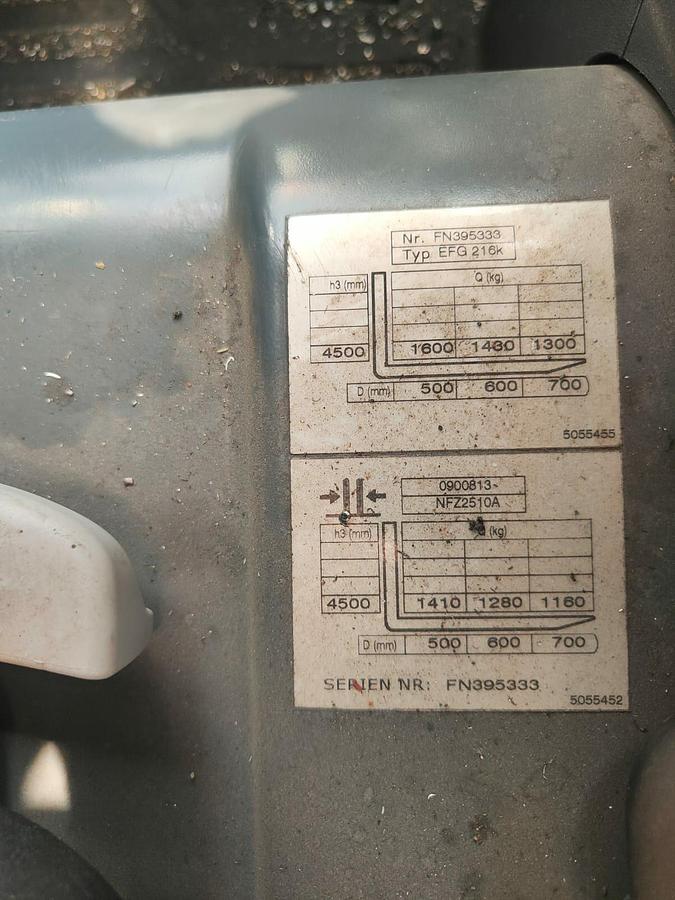 Nr. FN395333
Typ EFG 216k
h3 (mm) Q (kg)
4500 1600 1430 1300
D (mm) 500 600 700
5055455
0900813-
NFZ2510A
h3 (mm) (kg)
4500 1410 1280 1160
D (mm) 500 600 700
SERIEN NR: FN395333
5055452